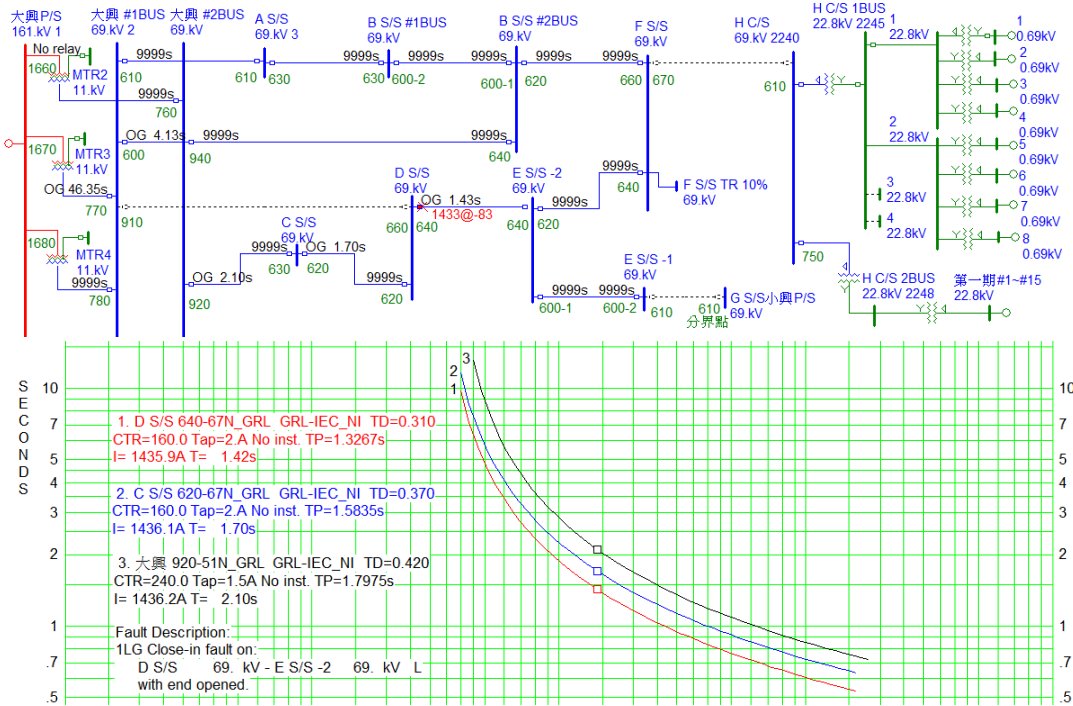 大興P/S
161.kV 1
大興 #1BUS
69.kV 2
大興 #2BUS
69.kV
A S/S
69.kV 3
B S/S #1BUS
69.kV
B S/S #2BUS
69.kV
F S/S
69.kV
H C/S
69.kV 2240
H C/S 1BUS
22.8kV 2245
No relay
1660
MTR2
11.kV
610
9999s
610
630
9999s
630
600-2
9999s
600-1
620
9999s
660
670
610
9999s
760
OG 4.13s
600
9999s
940
9999s
640
1670
MTR3
11.kV
OG 46.35s
770
910
D S/S
69.kV
OG 1.43s
1433@-83
660
640
E S/S -2
69.kV
640
620
9999s
640
F S/S TR 10%
69.kV
1680
MTR4
11.kV
9999s
780
C S/S
69.kV
9999s
OG 1.70s
630
620
OG 2.10s
920
9999s
620
E S/S -1
69.kV
9999s
9999s
600-1
600-2
610
610
G S/S小興P/S
69.kV
分界點
750
H C/S 2BUS
22.8kV 2248
第一期#1~#15
22.8kV
1
22.8kV
2
22.8kV
3
22.8kV
4
22.8kV
1
0.69kV
2
0.69kV
3
0.69kV
4
0.69kV
5
0.69kV
6
0.69kV
7
0.69kV
8
0.69kV
SECONDS
10
7
5
4
3
2
1
.7
.5
10
7
5
4
3
2
1
.7
.5
3
2
1
1. D S/S 640-67N_GRL GRL-IEC_NI TD=0.310
CTR=160.0 Tap=2.A No inst. TP=1.3267s
I= 1435.9A T= 1.42s
2. C S/S 620-67N_GRL GRL-IEC_NI TD=0.370
CTR=160.0 Tap=2.A No inst. TP=1.5835s
I= 1436.1A T= 1.70s
3. 大興 920-51N_GRL GRL-IEC_NI TD=0.420
CTR=240.0 Tap=1.5A No inst. TP=1.7975s
I= 1436.2A T= 2.10s
Fault Description:
1LG Close-in fault on:
D S/S 69. kV - E S/S -2 69. kV L
with end opened.